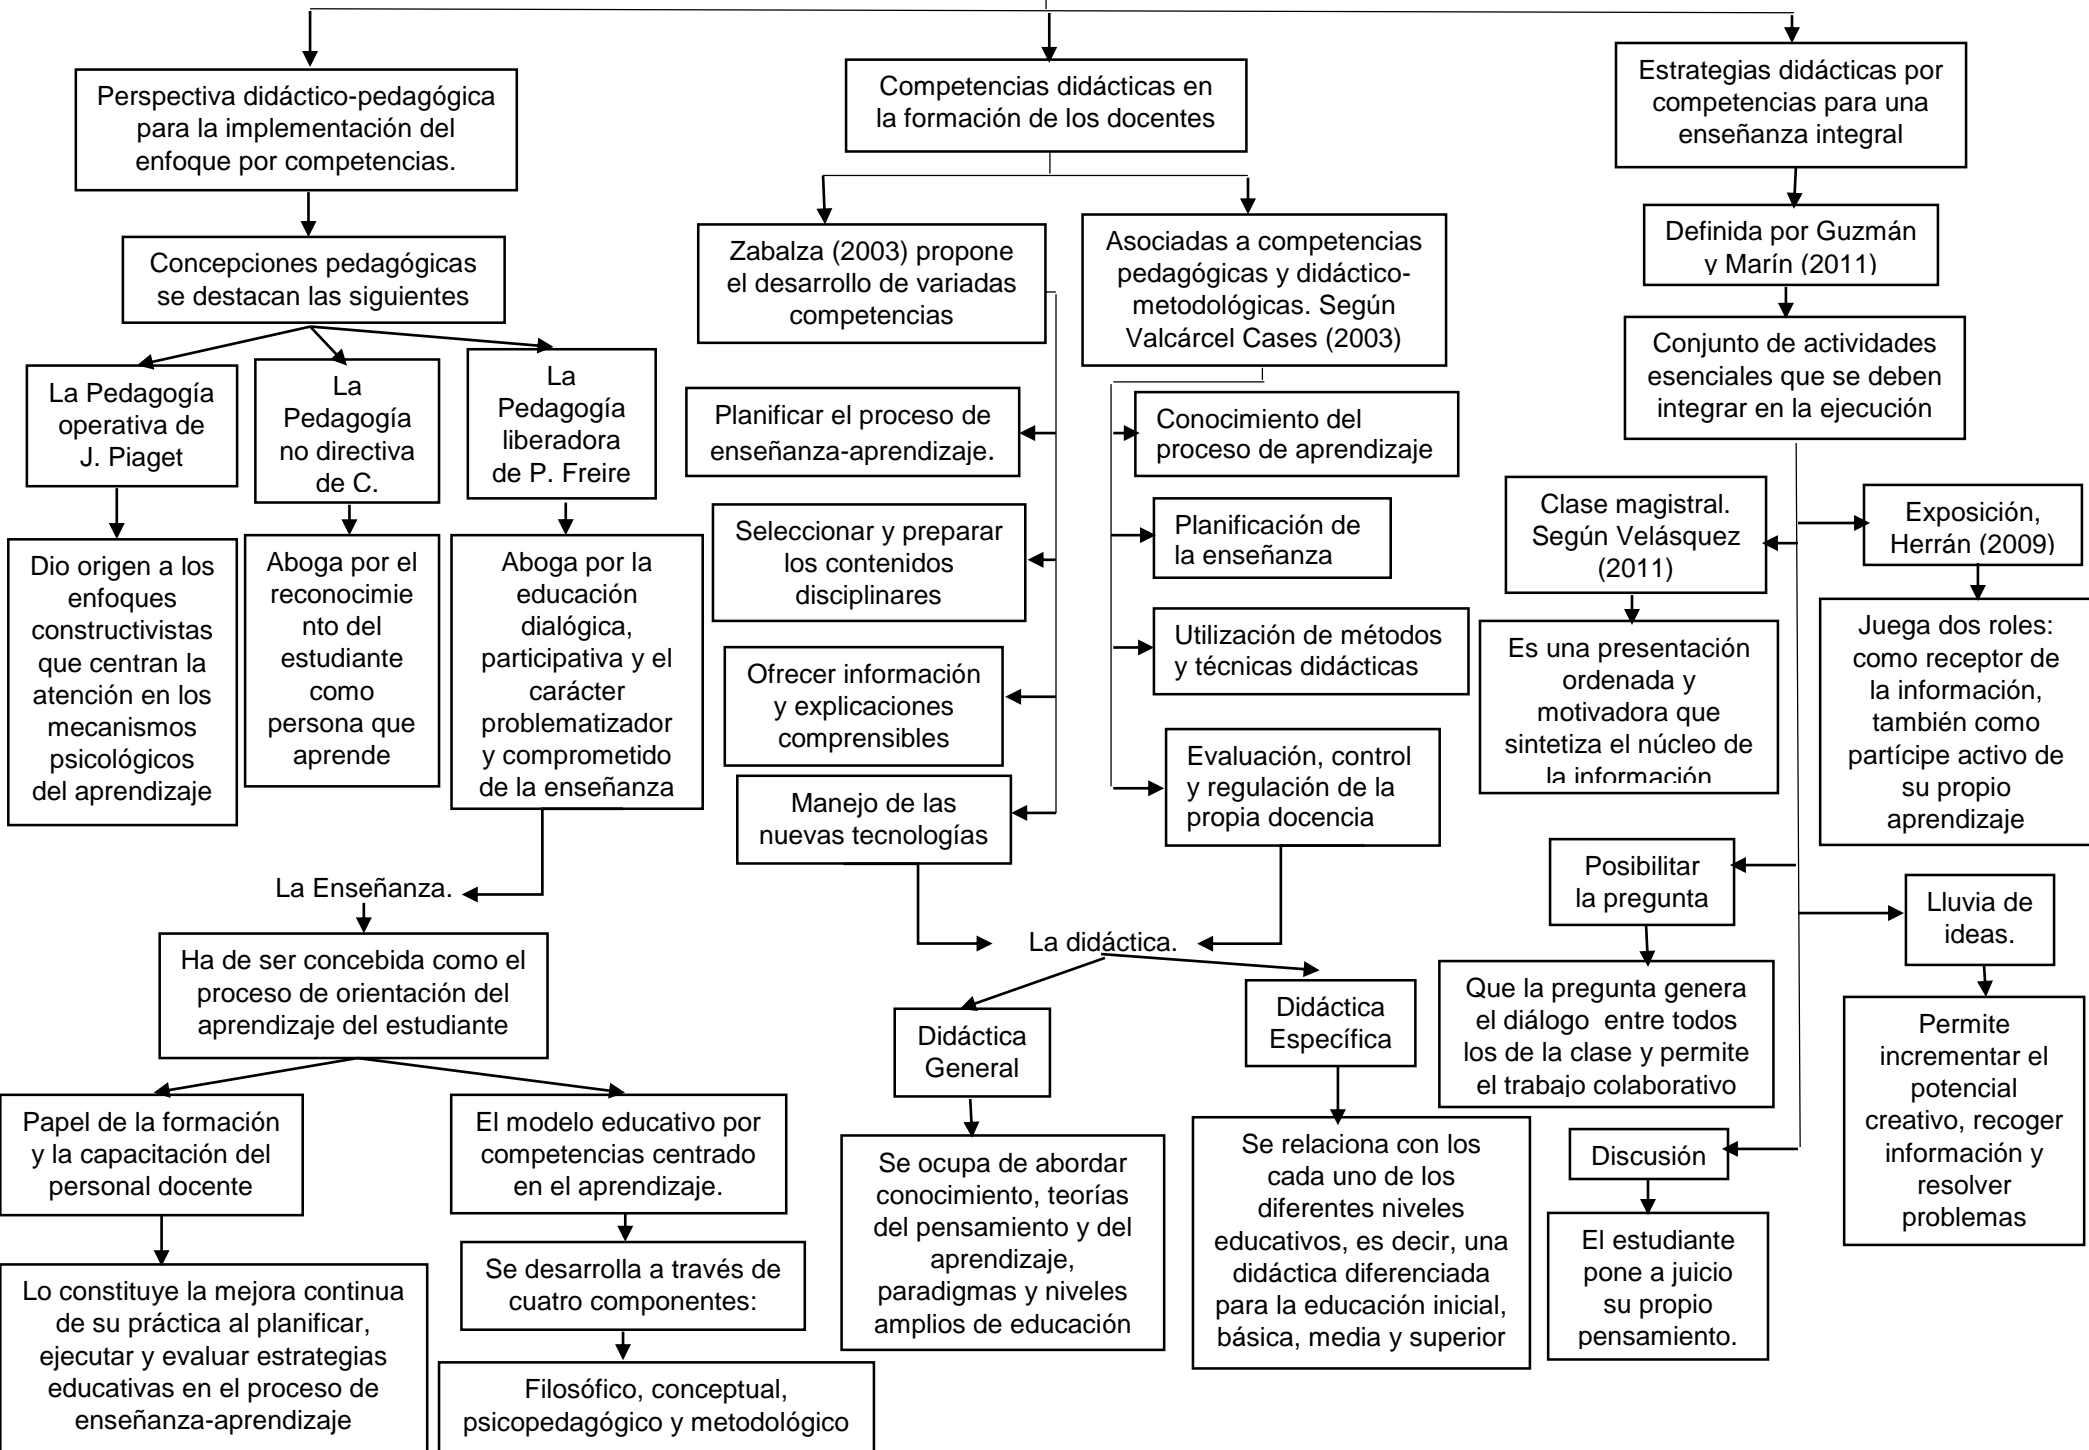 Perspectiva didáctico-pedagógica
para la implementación del
enfoque por competencias.
Concepciones pedagógicas
se destacan las siguientes
La Pedagogía
operativa de
J. Piaget
La
Pedagogía
no directiva
de C.
La
Pedagogía
liberadora
de P. Freire
Dio origen a los
enfoques
constructivistas
que centran la
atención en los
mecanismos
psicológicos
del aprendizaje
Aboga por el
reconocimie
nto del
estudiante
como
persona que
aprende
Aboga por la
educación
dialógica,
participativa y el
carácter
problematizador
y comprometido
de la enseñanza
La Enseñanza.
Ha de ser concebida como el
proceso de orientación del
aprendizaje del estudiante
Papel de la formación
y la capacitación del
personal docente
Lo constituye la mejora continua
de su práctica al planificar,
ejecutar y evaluar estrategias
educativas en el proceso de
enseñanza-aprendizaje
El modelo educativo por
competencias centrado
en el aprendizaje.
Se desarrolla a través de
cuatro componentes:
Filosófico, conceptual,
psicopedagógico y metodológico
Competencias didácticas en
la formación de los docentes
Zabalza (2003) propone
el desarrollo de variadas
competencias
Planificar el proceso de
enseñanza-aprendizaje.
Seleccionar y preparar
los contenidos
disciplinares
Ofrecer información
y explicaciones
comprensibles
Manejo de las
nuevas tecnologías
Asociadas a competencias
pedagógicas y didáctico-
metodológicas. Según
Valcárcel Cases (2003)
Conocimiento del
proceso de aprendizaje
Planificación de
la enseñanza
Utilización de métodos
y técnicas didácticas
Evaluación, control
y regulación de la
propia docencia
La didáctica.
Didáctica
General
Se ocupa de abordar
conocimiento, teorías
del pensamiento y del
aprendizaje,
paradigmas y niveles
amplios de educación
Didáctica
Específica
Se relaciona con los
cada uno de los
diferentes niveles
educativos, es decir, una
didáctica diferenciada
para la educación inicial,
básica, media y superior
Estrategias didácticas por
competencias para una
enseñanza integral
Definida por Guzmán
y Marín (2011)
Conjunto de actividades
esenciales que se deben
integrar en la ejecución
Clase magistral.
Según Velásquez
(2011)
Es una presentación
ordenada y
motivadora que
sintetiza el núcleo de
la información
Exposición,
Herrán (2009)
Juega dos roles:
como receptor de
la información,
también como
partícipe activo de
su propio
aprendizaje
Posibilitar
la pregunta
Que la pregunta genera
el diálogo entre todos
los de la clase y permite
el trabajo colaborativo
Lluvia de
ideas.
Permite
incrementar el
potencial
creativo, recoger
información y
resolver
problemas
Discusión
El estudiante
pone a juicio
su propio
pensamiento.